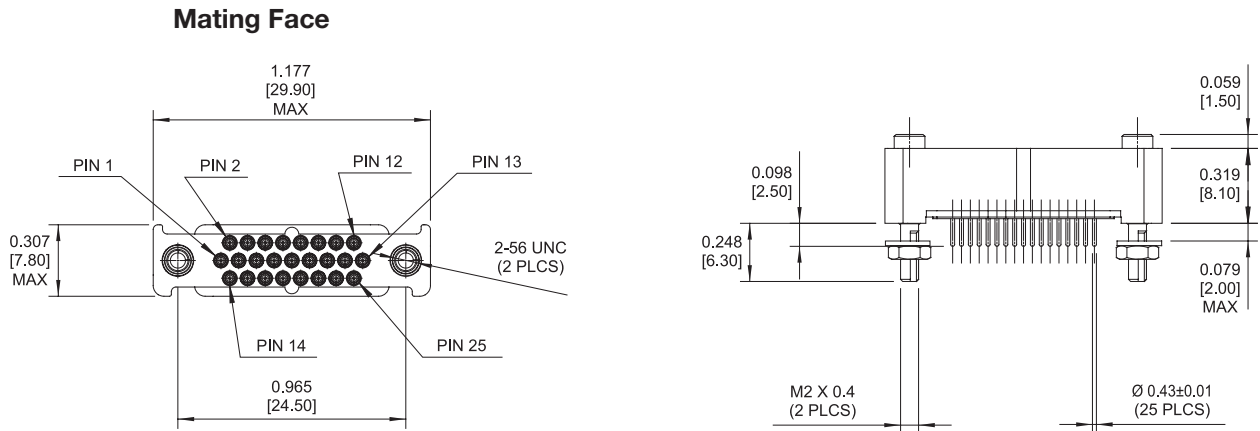 Mating Face
1.177
[29.90]
MAX
PIN 1
PIN 2
PIN 12
PIN 13
0.307
[7.80]
MAX
2-56 UNC
(2 PLCS)
PIN 14
PIN 25
0.965
[24.50]
0.059
[1.50]
0.098
[2.50]
0.319
[8.10]
0.248
[6.30]
0.079
[2.00]
MAX
M2 X 0.4
(2 PLCS)
Ø 0.43±0.01
(25 PLCS)